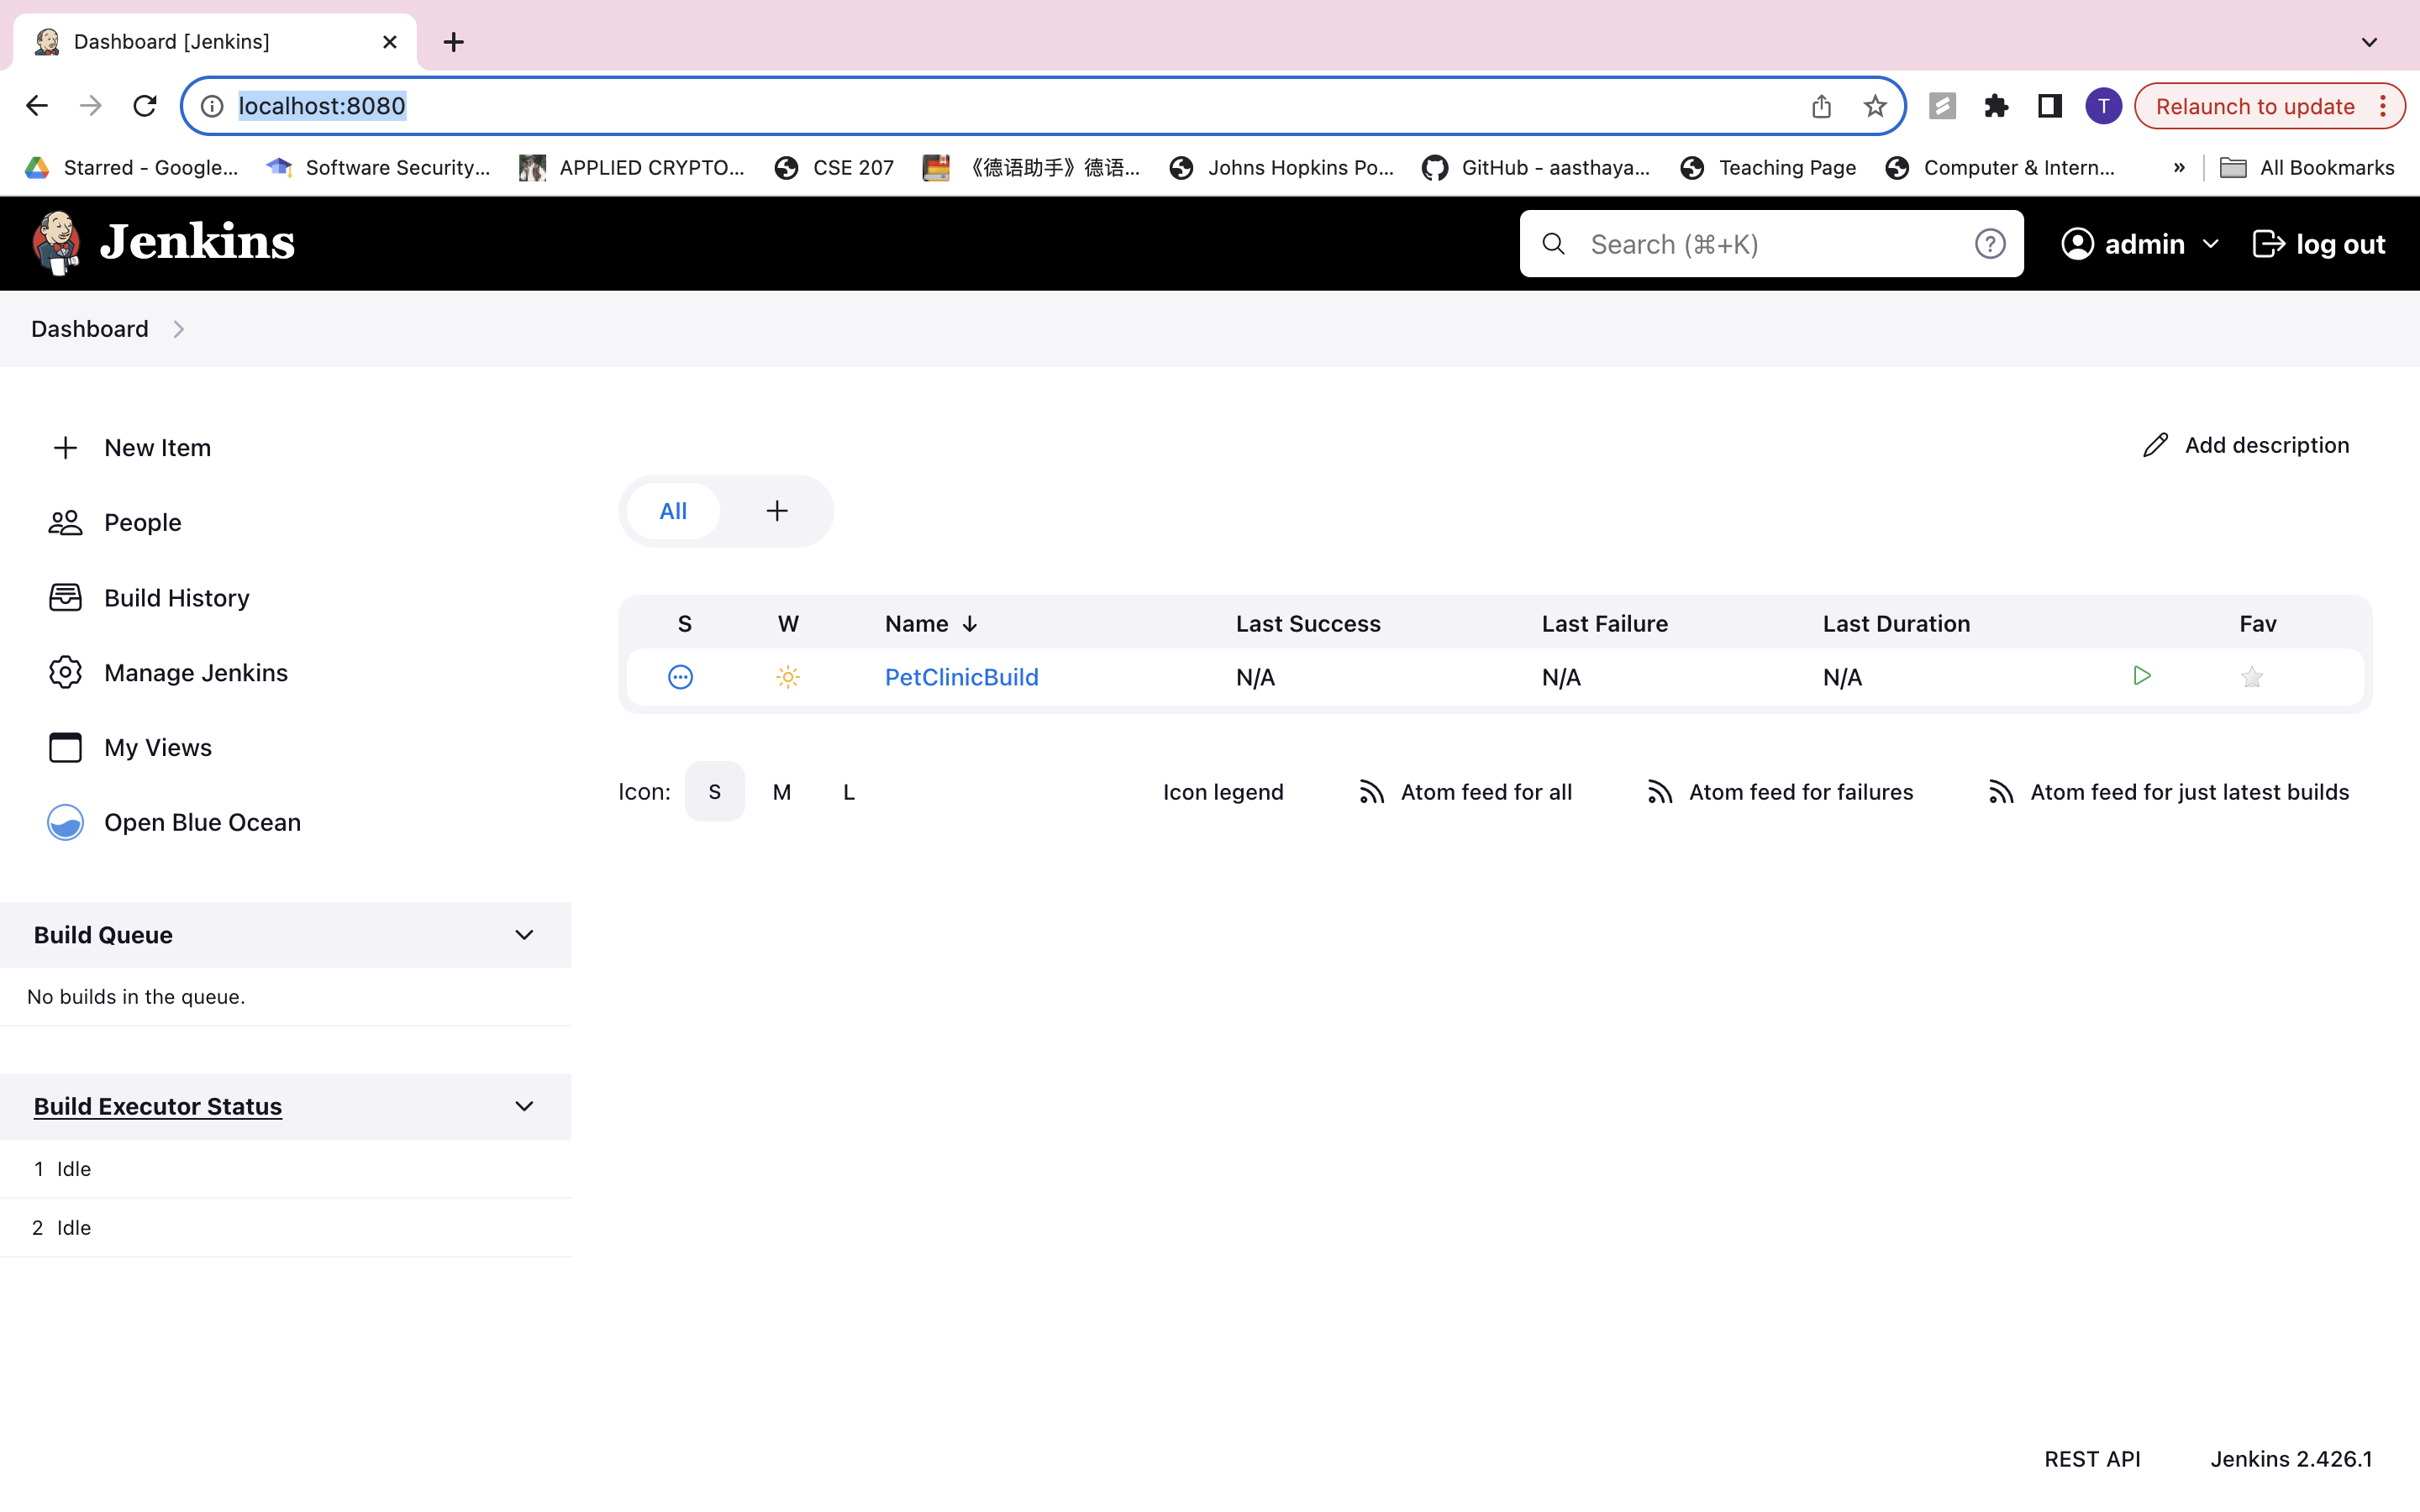 Dashboard [Jenkins]
localhost:8080
T
Relaunch to update
Starred - Google...
Software Security...
APPLIED CRYPTO...
CSE 207
《德语助手》德语...
Johns Hopkins Po...
GitHub - aasthaya...
Teaching Page
Computer & Intern...
»
All Bookmarks
Jenkins
Search (⌘+K)
admin
log out
Dashboard
New Item
People
Build History
Manage Jenkins
My Views
Open Blue Ocean
Add description
All
S W Name ↓ Last Success Last Failure Last Duration Fav
PetClinicBuild N/A N/A N/A
Icon: S M L
Icon legend
Atom feed for all
Atom feed for failures
Atom feed for just latest builds
Build Queue
No builds in the queue.
Build Executor Status
1 Idle
2 Idle
REST API
Jenkins 2.426.1